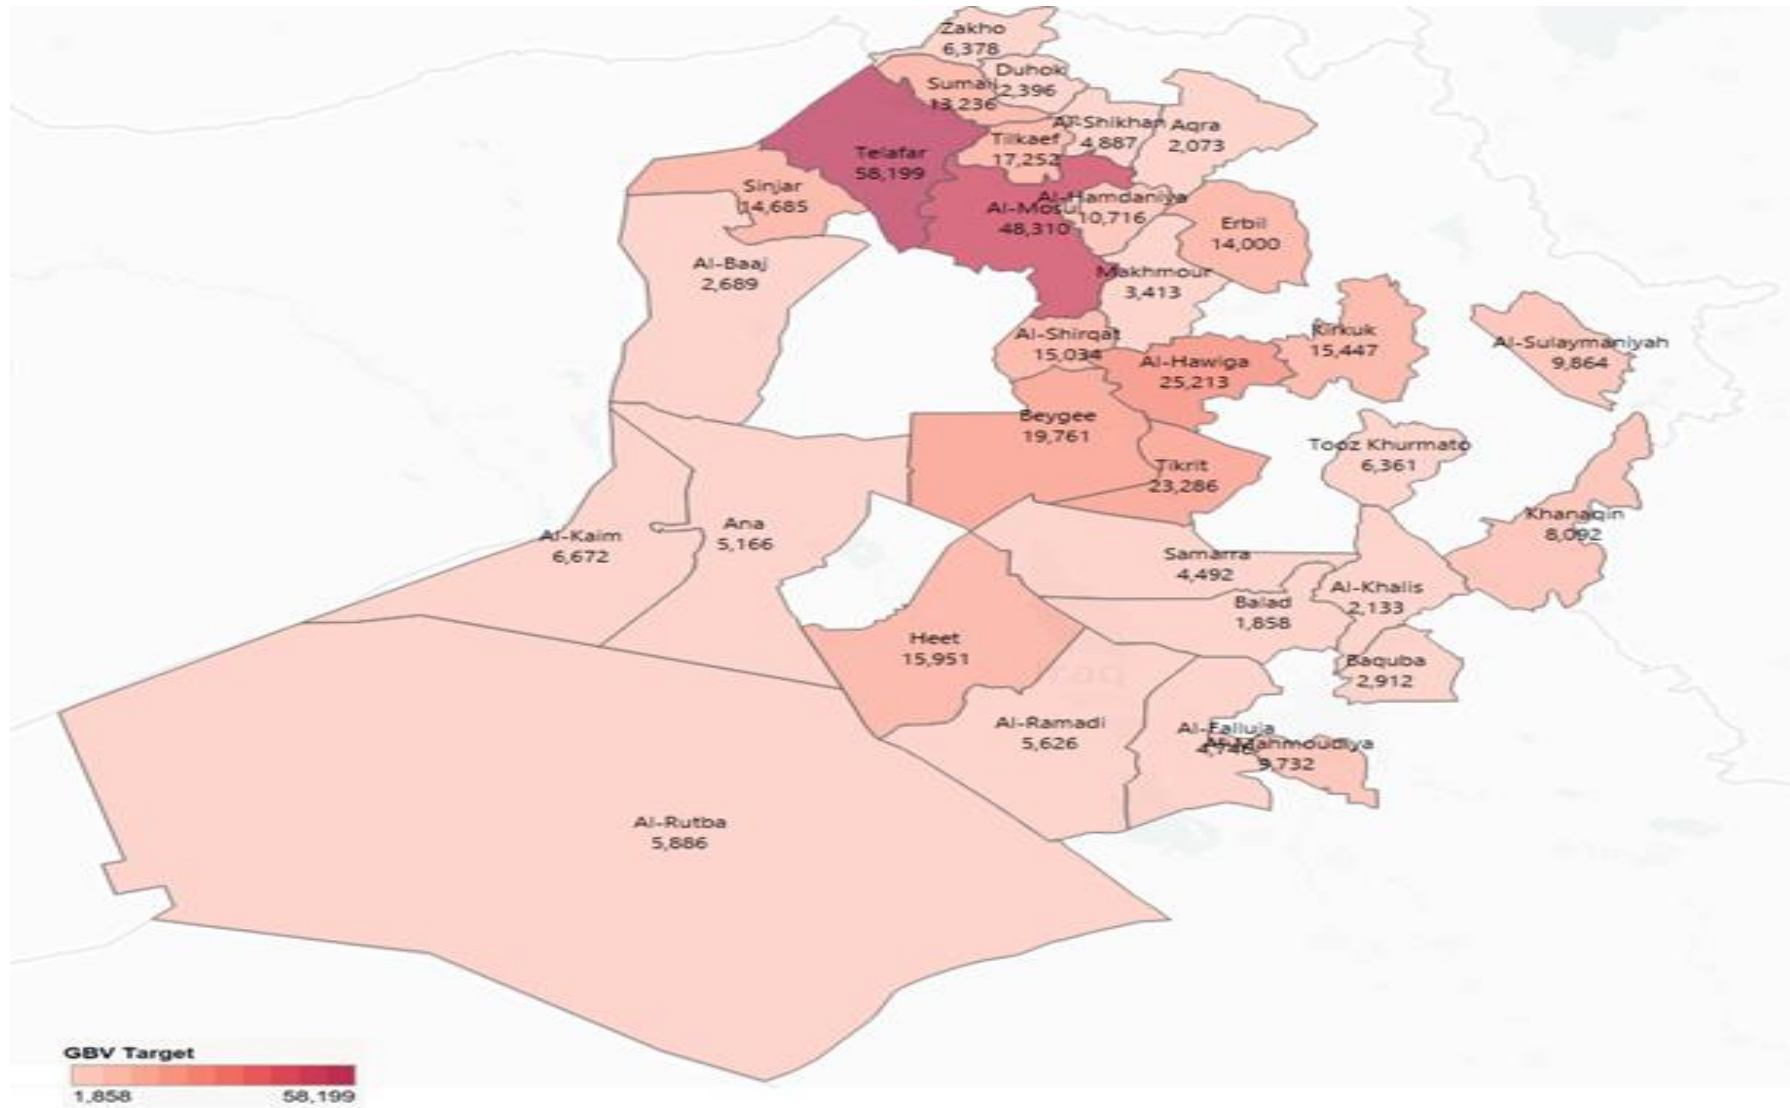 Zakho
6,378
Duhok
2,396
Sumail
13,236
Al-Shikhan
4,887
Aqra
2,073
Tilkaef
17,252
Telafar
58,199
Sinjar
14,685
Al-Hamdaniya
10,716
Al-Mosul
48,310
Erbil
14,000
Al-Baaj
2,689
Makhmour
3,413
Al-Shirqat
15,034
Kirkuk
15,447
Al-Sulaymaniyah
9,864
Al-Hawiga
25,213
Beygee
19,761
Tooz Khurmato
6,361
Tikrit
23,286
Khanaqin
8,092
Ana
5,166
Al-Kaim
6,672
Samarra
4,492
Al-Khalis
2,133
Balad
1,858
Heet
15,951
Iraq
Baquba
2,912
Al-Ramadi
5,626
Al-Falluja
Al-Mahmoudiya
9,732
Al-Rutba
5,886
GBV Target
1,858 58,199